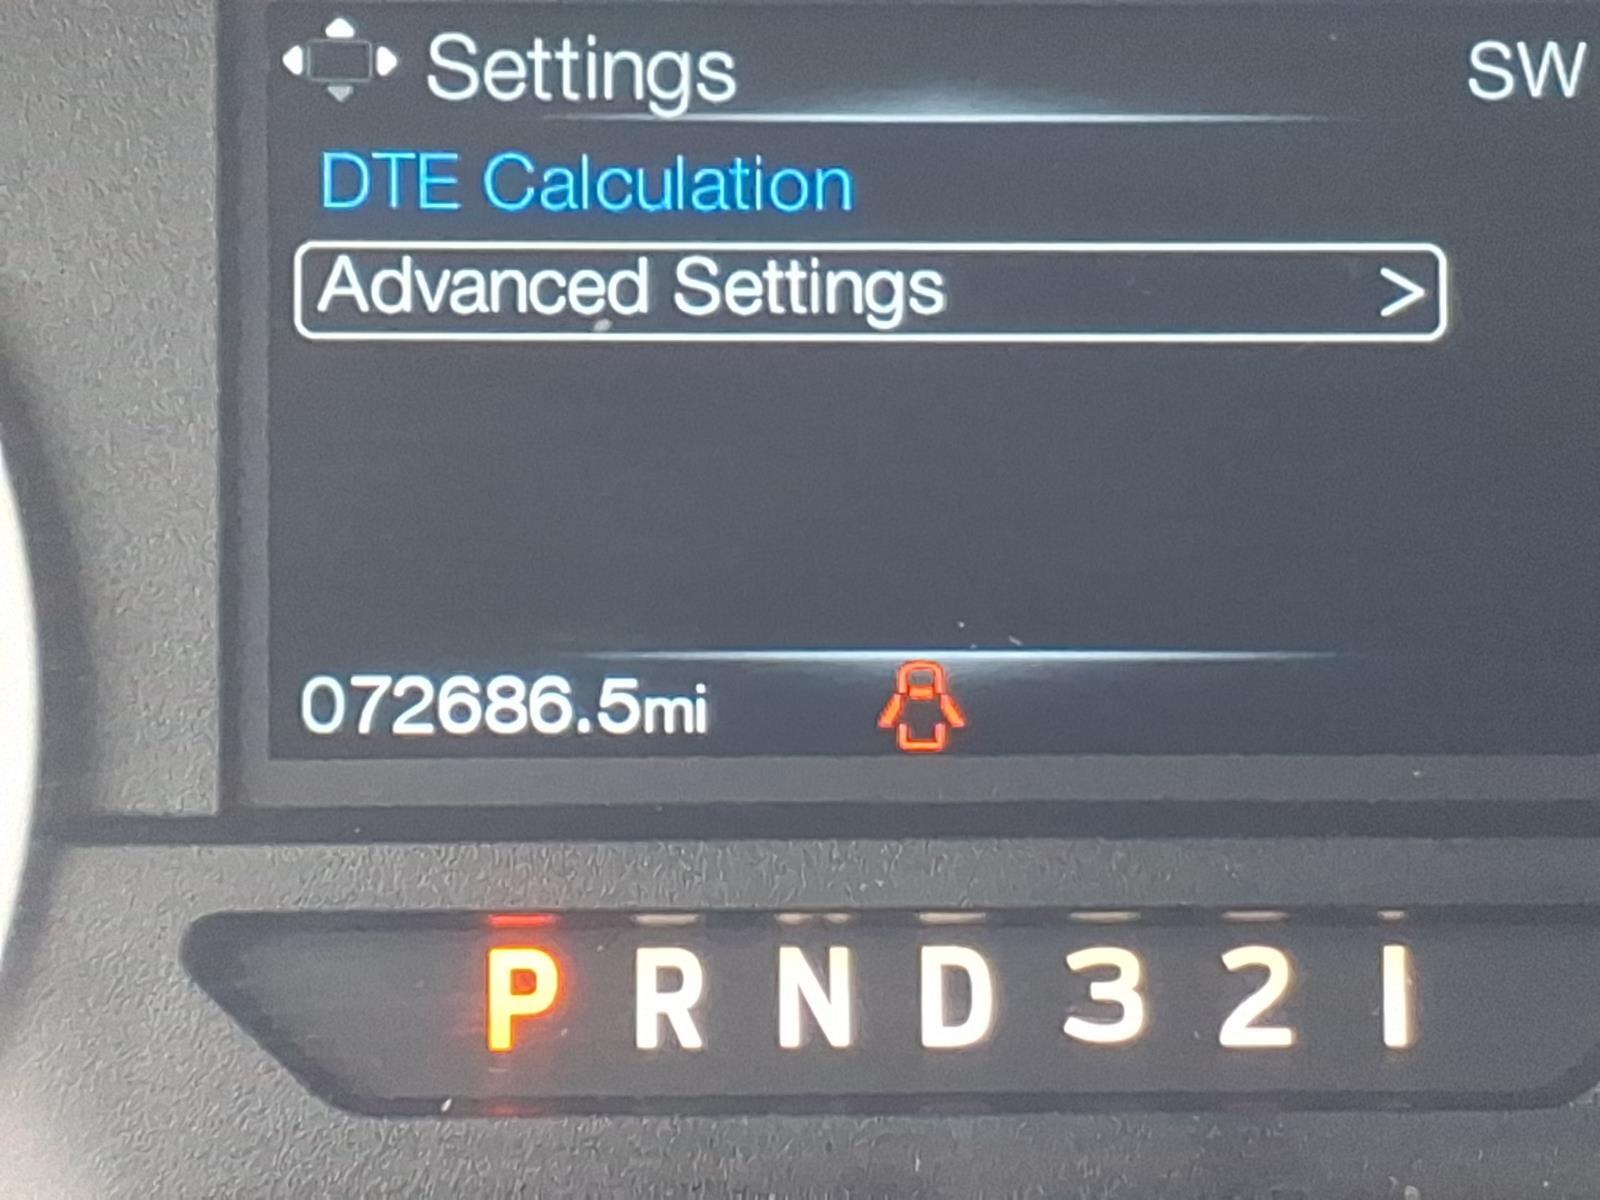 Settings SW
DTE Calculation
Advanced Settings >
072686.5mi
P R N D 3 2 1